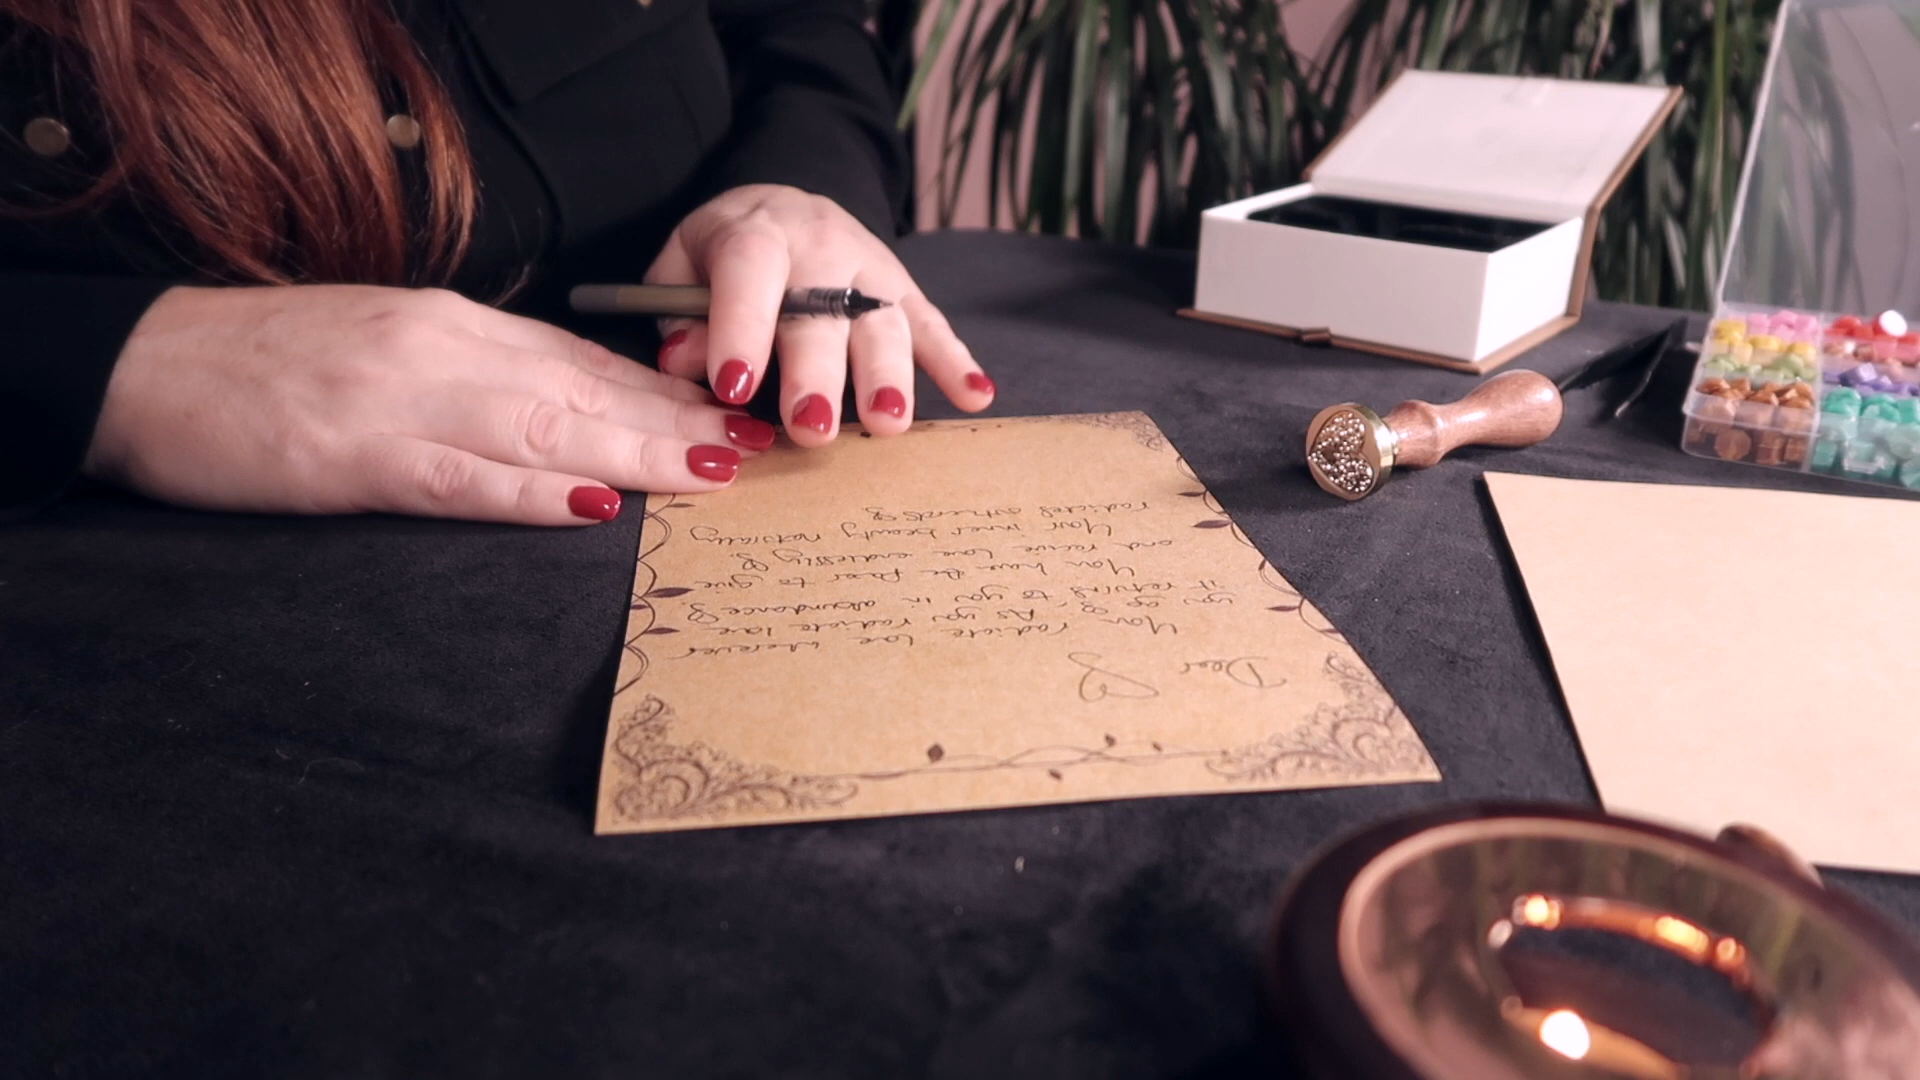 Dear
You radiate love wherever
you go. As you radiate love,
it returns to you in abundance.
You have the power to give
and receive love endlessly.
Your inner beauty naturally
radiates outwards